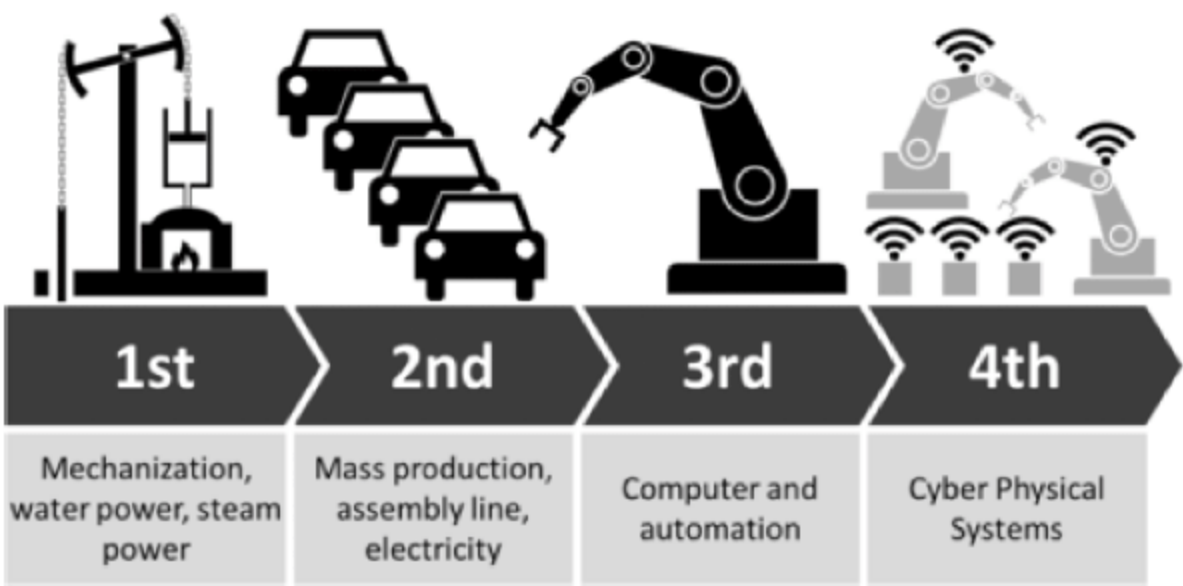 1st
2nd
3rd
4th
Mechanization,
water power, steam
power
Mass production,
assembly line,
electricity
Computer and
automation
Cyber Physical
Systems